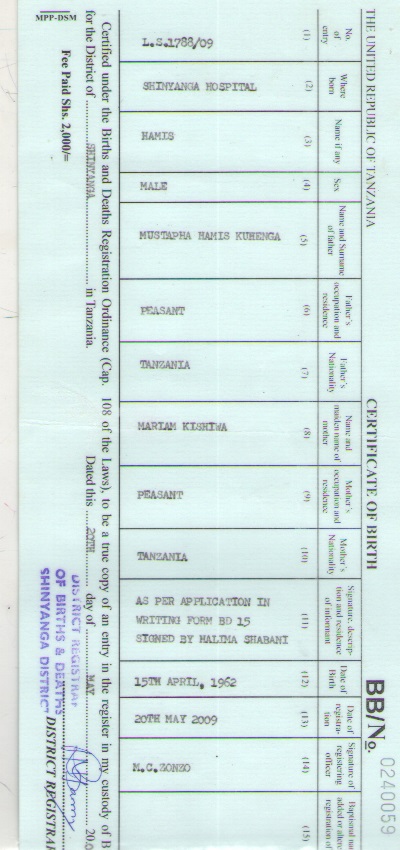 THE UNITED REPUBLIC OF TANZANIA
CERTIFICATE OF BIRTH
BB/No. 0240059
No. of entry
(1)
L.S.1788/09
Where born
(2)
SHINYANGA HOSPITAL
Name if any
(3)
HAMIS
Sex
(4)
MALE
Name and Surname of father
(5)
MUSTAPHA HAMIS KUHENGA
Father's occupation and residence
(6)
PEASANT
Father's Nationality
(7)
TANZANIA
Name and maiden name of mother
(8)
MARIAM KISHIWA
Mother's occupation and residence
(9)
PEASANT
Mother's Nationality
(10)
TANZANIA
Signature, descrip-
tion and residence
of informant
(11)
AS PER APPLICATION IN
WRITING FORM BD 15
SIGNED BY HALIMA SHABANI
Date of Birth
(12)
15TH APRIL, 1962
Date of registra-
tion
(13)
20TH MAY 2009
Signature of registering officer
(14)
M.C.ZONZO
Baptismal
added or
registration of
(15)
Certified under the Births and Deaths Registration Ordinance (Cap. 108 of the Laws), to be a true copy of an entry in the register in my custody of B
for the District of SHINYANGA in Tanzania. Dated this 20TH day of MAY 20
Fee Paid Shs. 2,000/=
MPP-DSM
DISTRICT REGISTRAR
OF BIRTHS & DEATHS
SHINYANGA DISTRICT
DISTRICT REGISTRAR